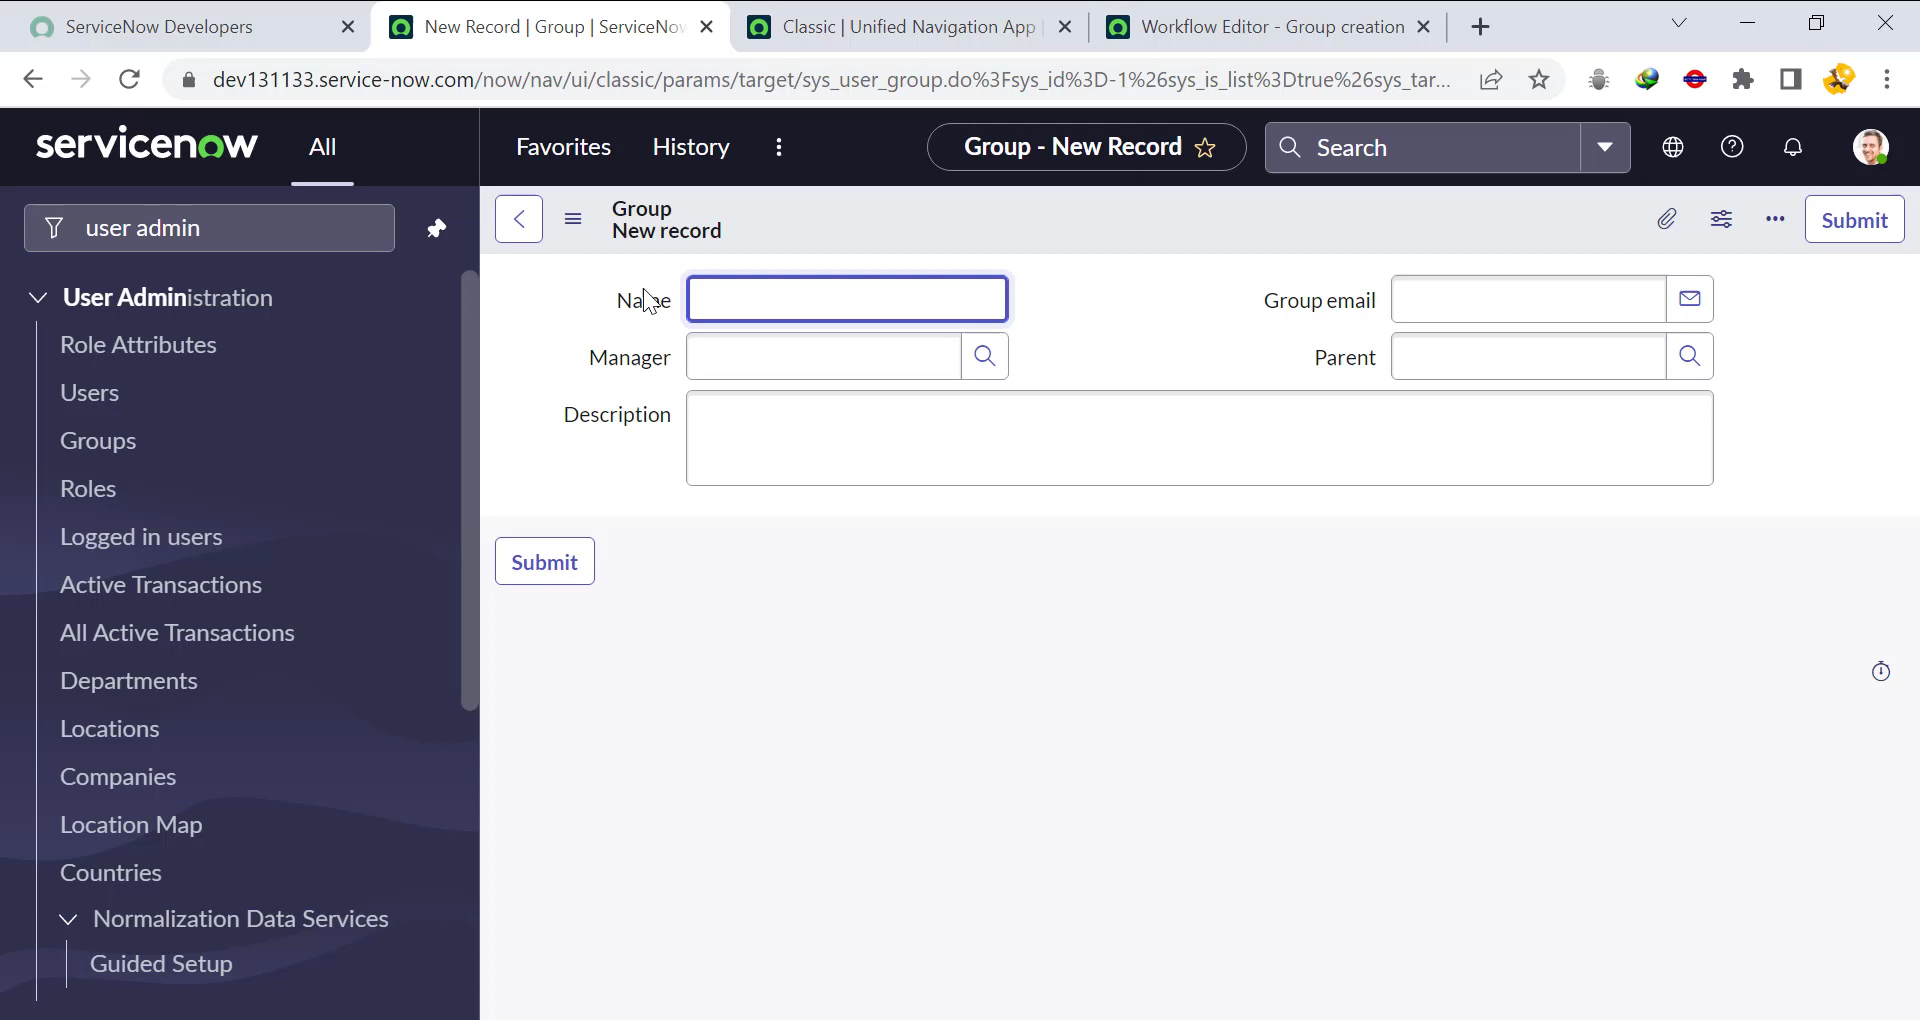 ServiceNow Developers
New Record | Group | ServiceNow
Classic | Unified Navigation App
Workflow Editor - Group creation
dev131133.service-now.com/now/nav/ui/classic/params/target/sys_user_group.do%3Fsys_id%3D-1%26sys_is_list%3Dtrue%26sys_tar...
servicenow
All
Favorites
History
Group - New Record
Search
user admin
Group
New record
Submit
User Administration
Role Attributes
Users
Groups
Roles
Logged in users
Active Transactions
All Active Transactions
Departments
Locations
Companies
Location Map
Countries
Normalization Data Services
Guided Setup
Name
Group email
Manager
Parent
Description
Submit